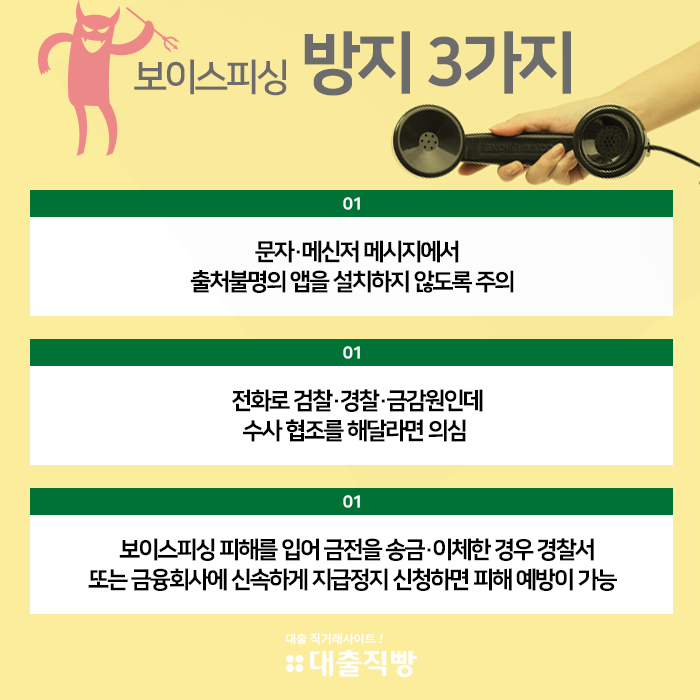 보이스피싱 방지 3가지
01
문자·메신저 메시지에서
출처불명의 앱을 설치하지 않도록 주의
01
전화로 검찰·경찰·금감원인데
수사 협조를 해달라면 의심
01
보이스피싱 피해를 입어 금전을 송금·이체한 경우 경찰서
또는 금융회사에 신속하게 지급정지 신청하면 피해 예방이 가능
대출 직거래사이트!
대출직빵